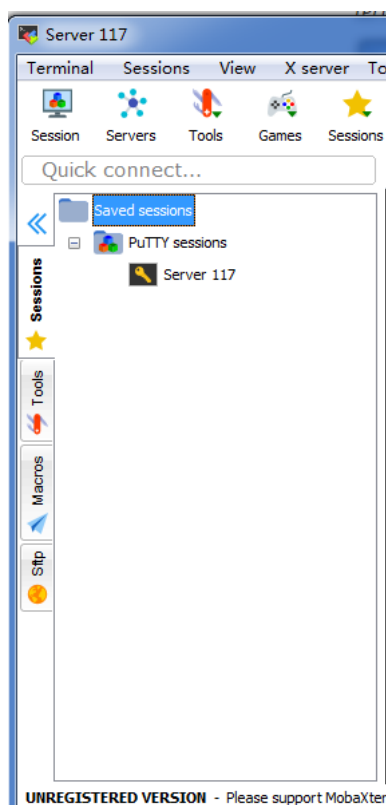 Server 117
Terminal Sessions View X server
Session Servers Tools Games Sessions
Quick connect...
Saved sessions
PuTTY sessions
Server 117
Sessions
Tools
Macros
Sftp
UNREGISTERED VERSION - Please support MobaXter